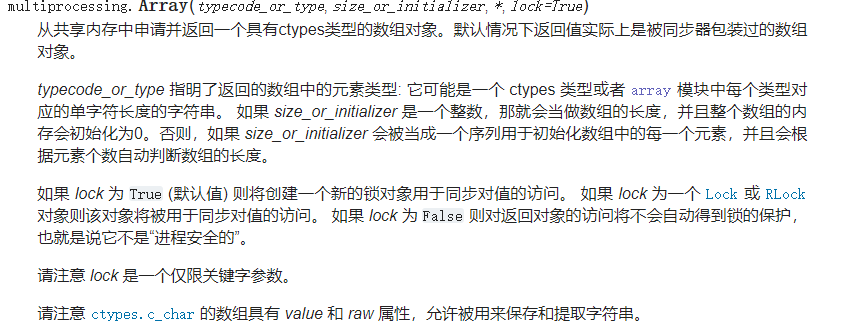 multiprocessing.Array(typecode_or_type, size_or_initializer, *, lock=True)
从共享内存中申请并返回一个具有ctypes类型的数组对象。默认情况下返回值实际上是被同步器包装过的数组
对象。
typecode_or_type 指明了返回的数组中的元素类型: 它可能是一个 ctypes 类型或者 array 模块中每个类型对
应的单字符长度的字符串。 如果 size_or_initializer 是一个整数，那就会当做数组的长度，并且整个数组的内
存会初始化为0。否则，如果 size_or_initializer 会被当成一个序列用于初始化数组中的每一个元素，并且会根
据元素个数自动判断数组的长度。
如果 lock 为 True (默认值) 则将创建一个新的锁对象用于同步对值的访问。 如果 lock 为一个 Lock 或 RLock
对象则该对象将被用于同步对值的访问。 如果 lock 为 False 则对返回对象的访问将不会自动得到锁的保护，
也就是说它不是“进程安全的”。
请注意 lock 是一个仅限关键字参数。
请注意 ctypes.c_char 的数组具有 value 和 raw 属性，允许被用来保存和提取字符串。